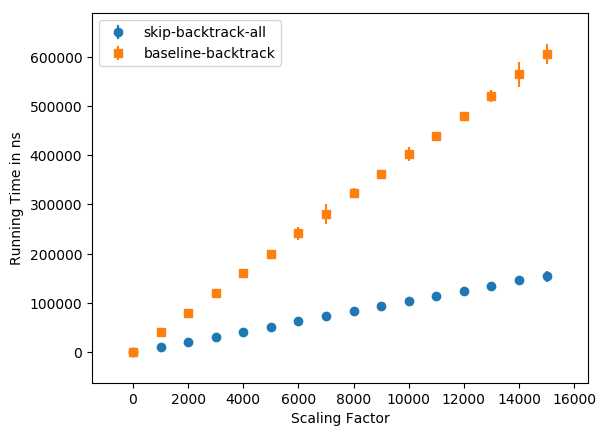 skip-backtrack-all
baseline-backtrack
Running Time in ns
600000
500000
400000
300000
200000
100000
0
0 2000 4000 6000 8000 10000 12000 14000 16000
Scaling Factor